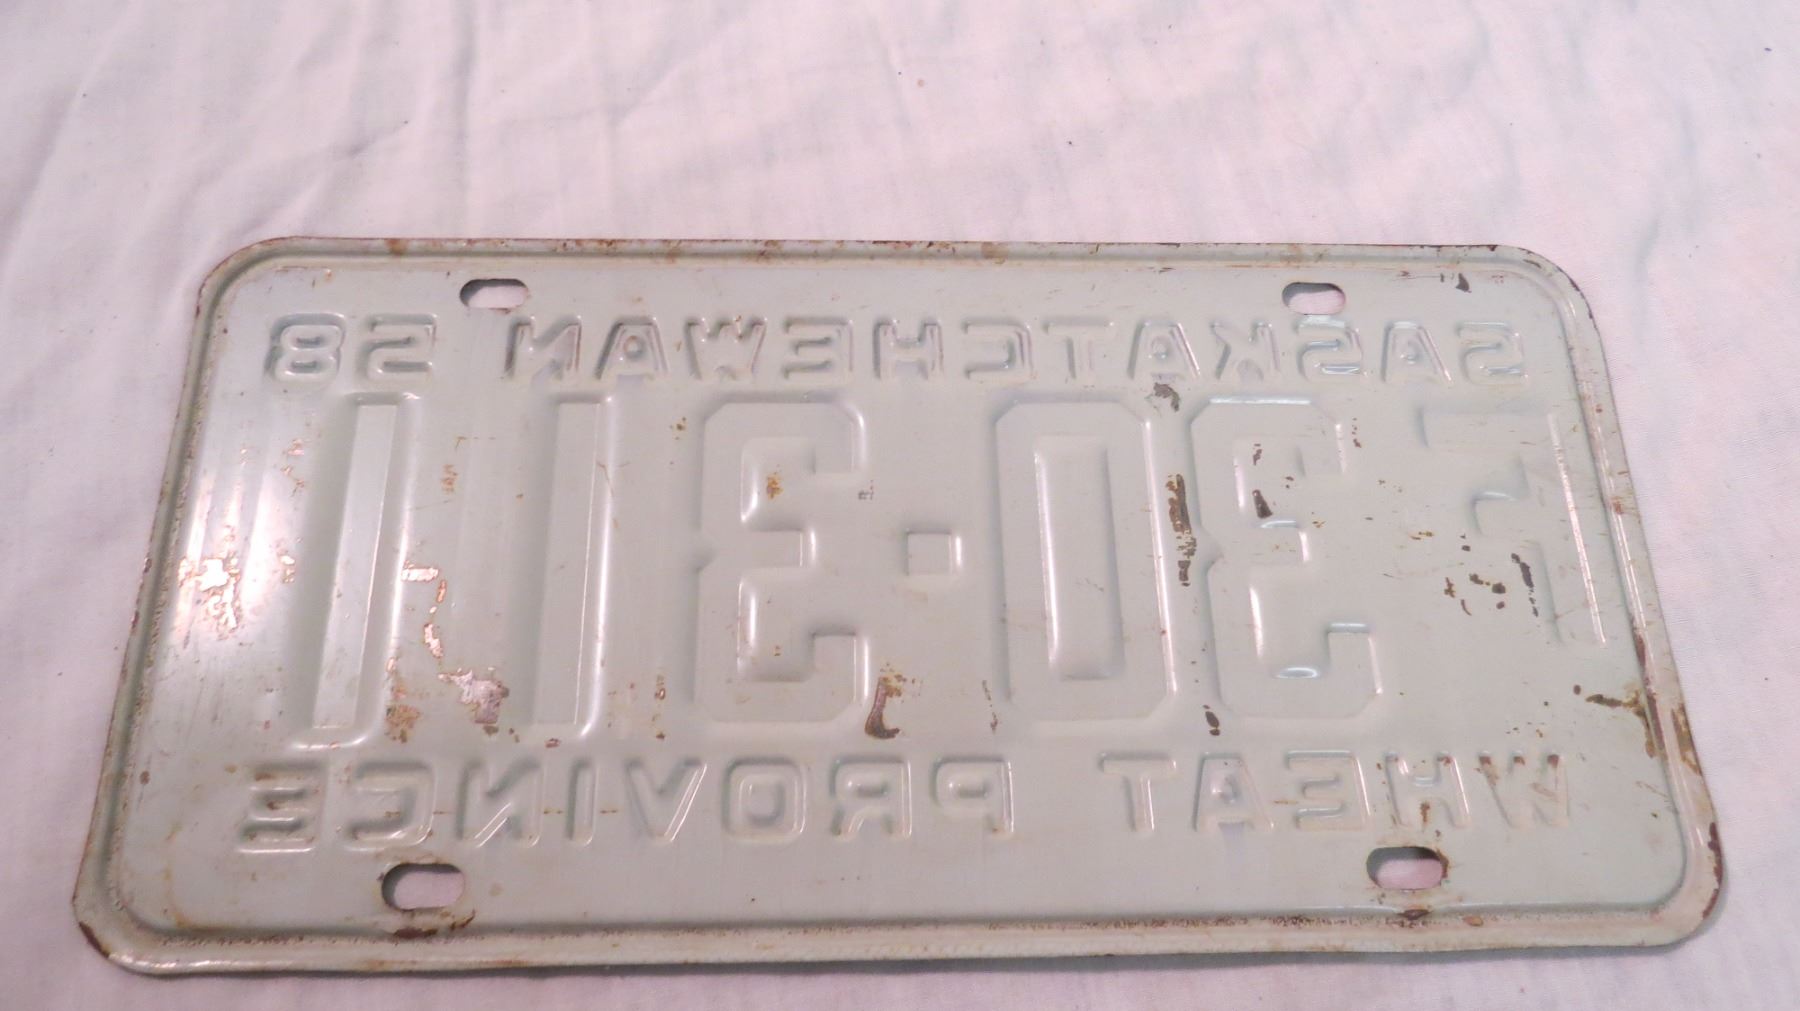 SASKATCHEWAN 58
F 30·311
WHEAT PROVINCE